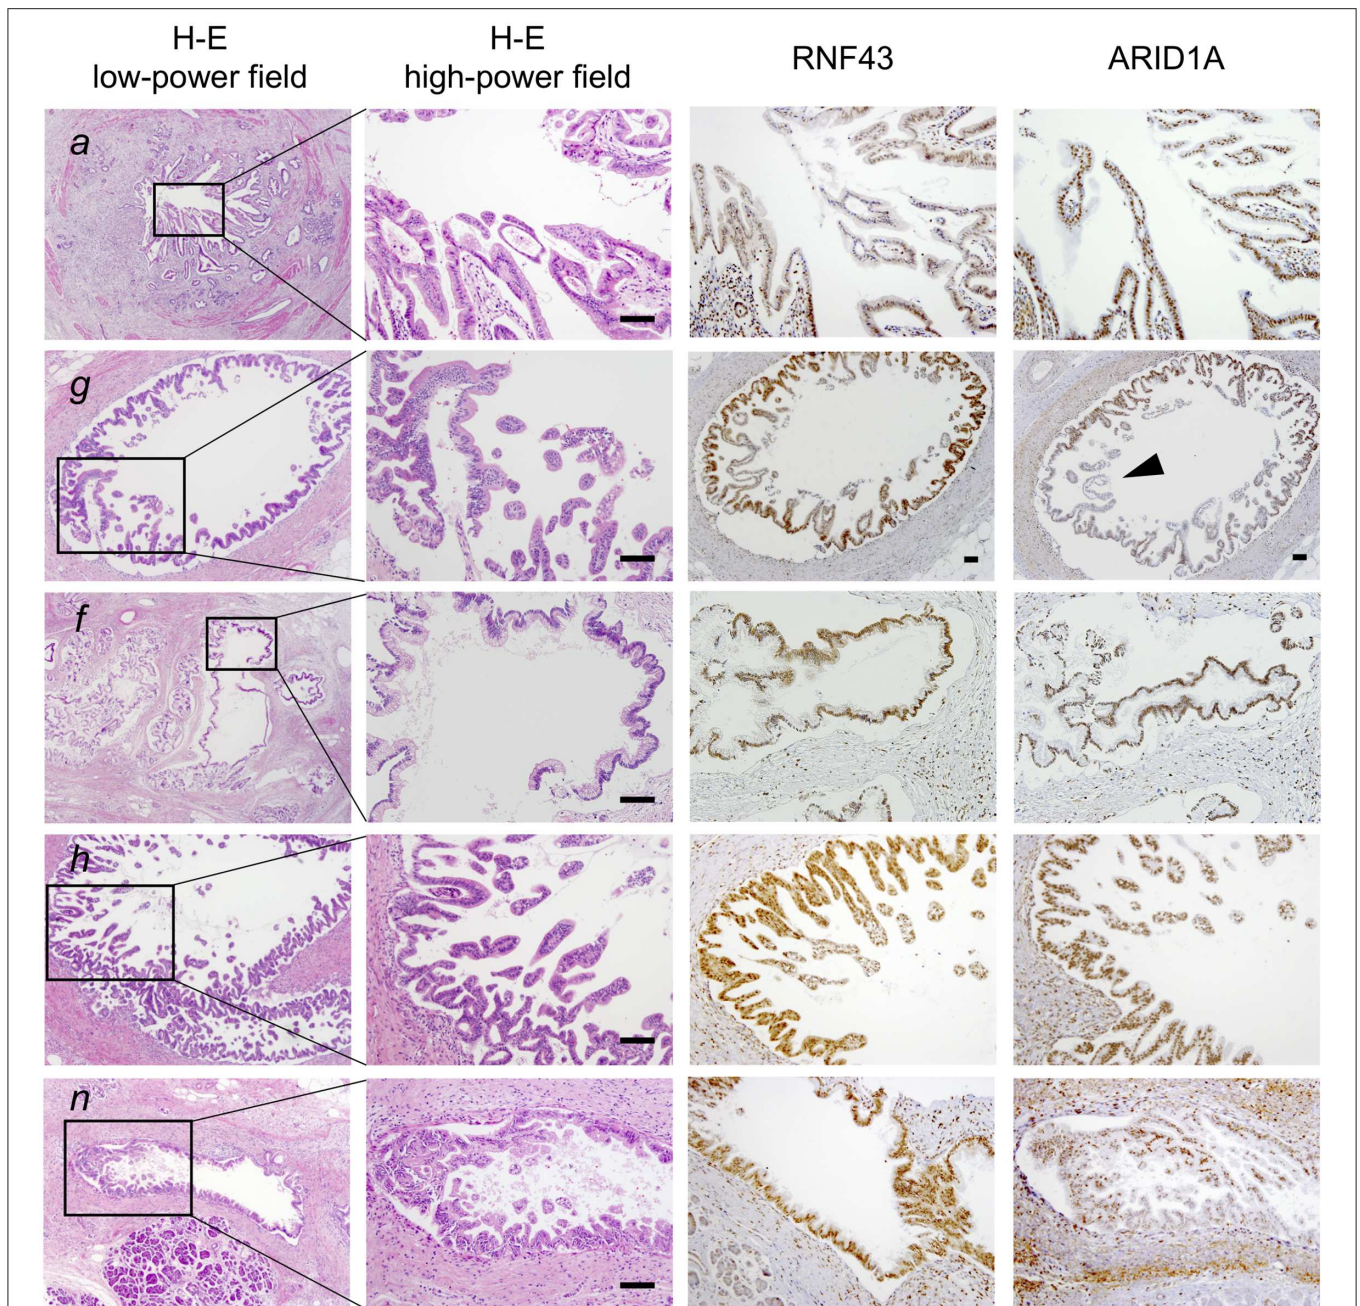 H-E
low-power field
H-E
high-power field
RNF43
ARID1A
a
g
f
h
n